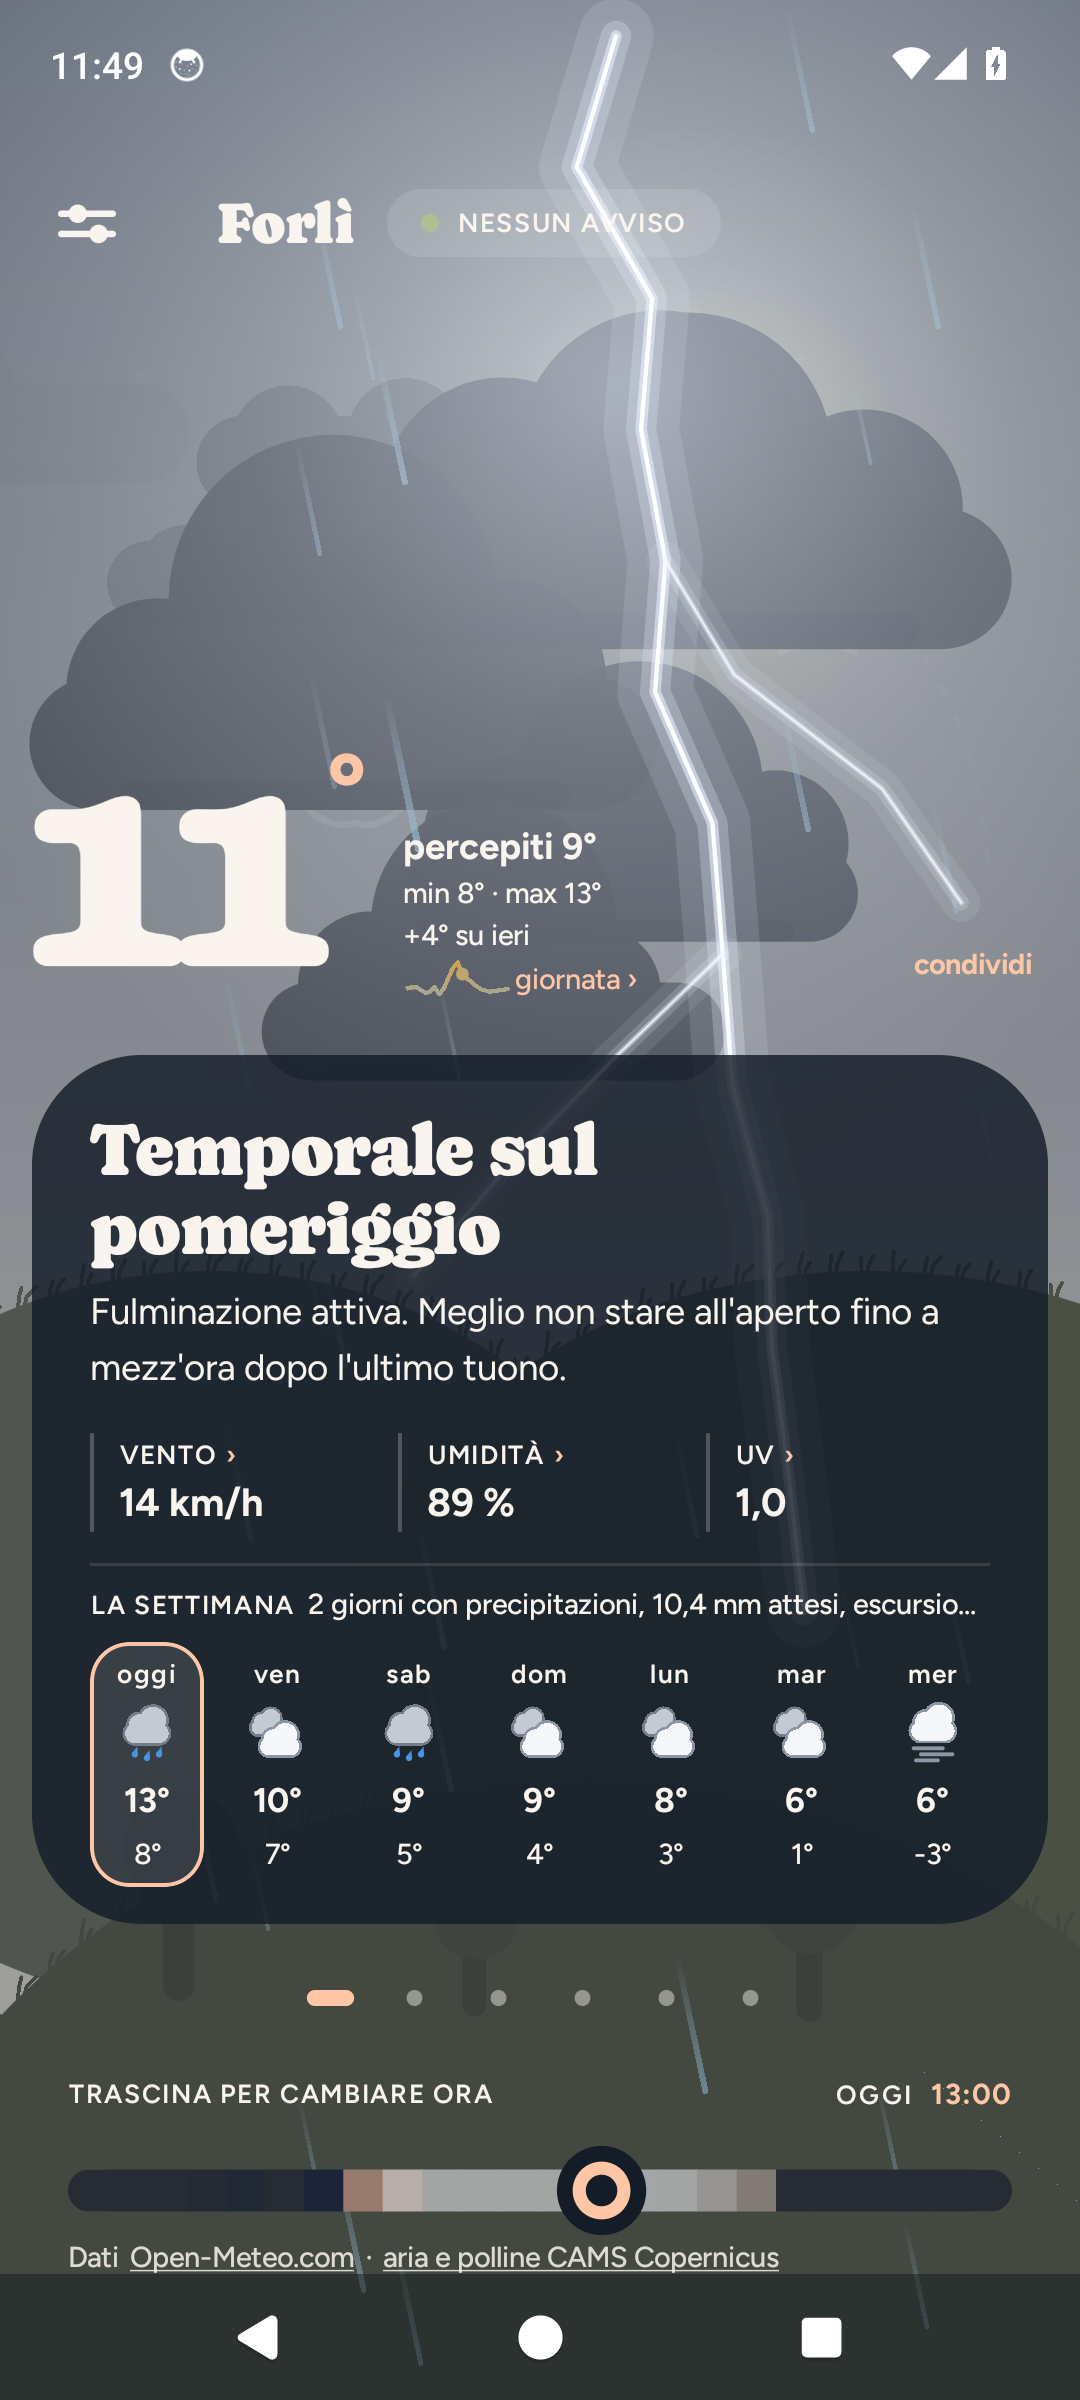 11:49
Forlì
NESSUN AVVISO
11°
percepiti 9°
min 8° · max 13°
+4° su ieri
giornata ›
condividi
Temporale sul
pomeriggio
Fulminazione attiva. Meglio non stare all'aperto fino a
mezz'ora dopo l'ultimo tuono.
VENTO › UMIDITÀ › UV ›
14 km/h 89 % 1,0
LA SETTIMANA 2 giorni con precipitazioni, 10,4 mm attesi, escursio...
oggi ven sab dom lun mar mer
13° 10° 9° 9° 8° 6° 6°
8° 7° 5° 4° 3° 1° -3°
TRASCINA PER CAMBIARE ORA OGGI 13:00
Dati Open-Meteo.com · aria e polline CAMS Copernicus